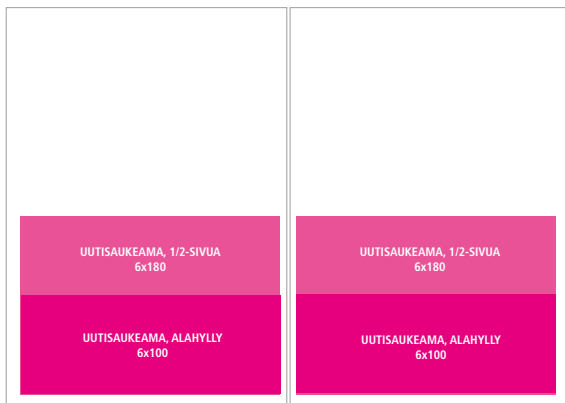 UUTISAUKEAMA, 1/2-SIVUA
6x180
UUTISAUKEAMA, ALAHYLLY
6x100
UUTISAUKEAMA, 1/2-SIVUA
6x180
UUTISAUKEAMA, ALAHYLLY
6x100